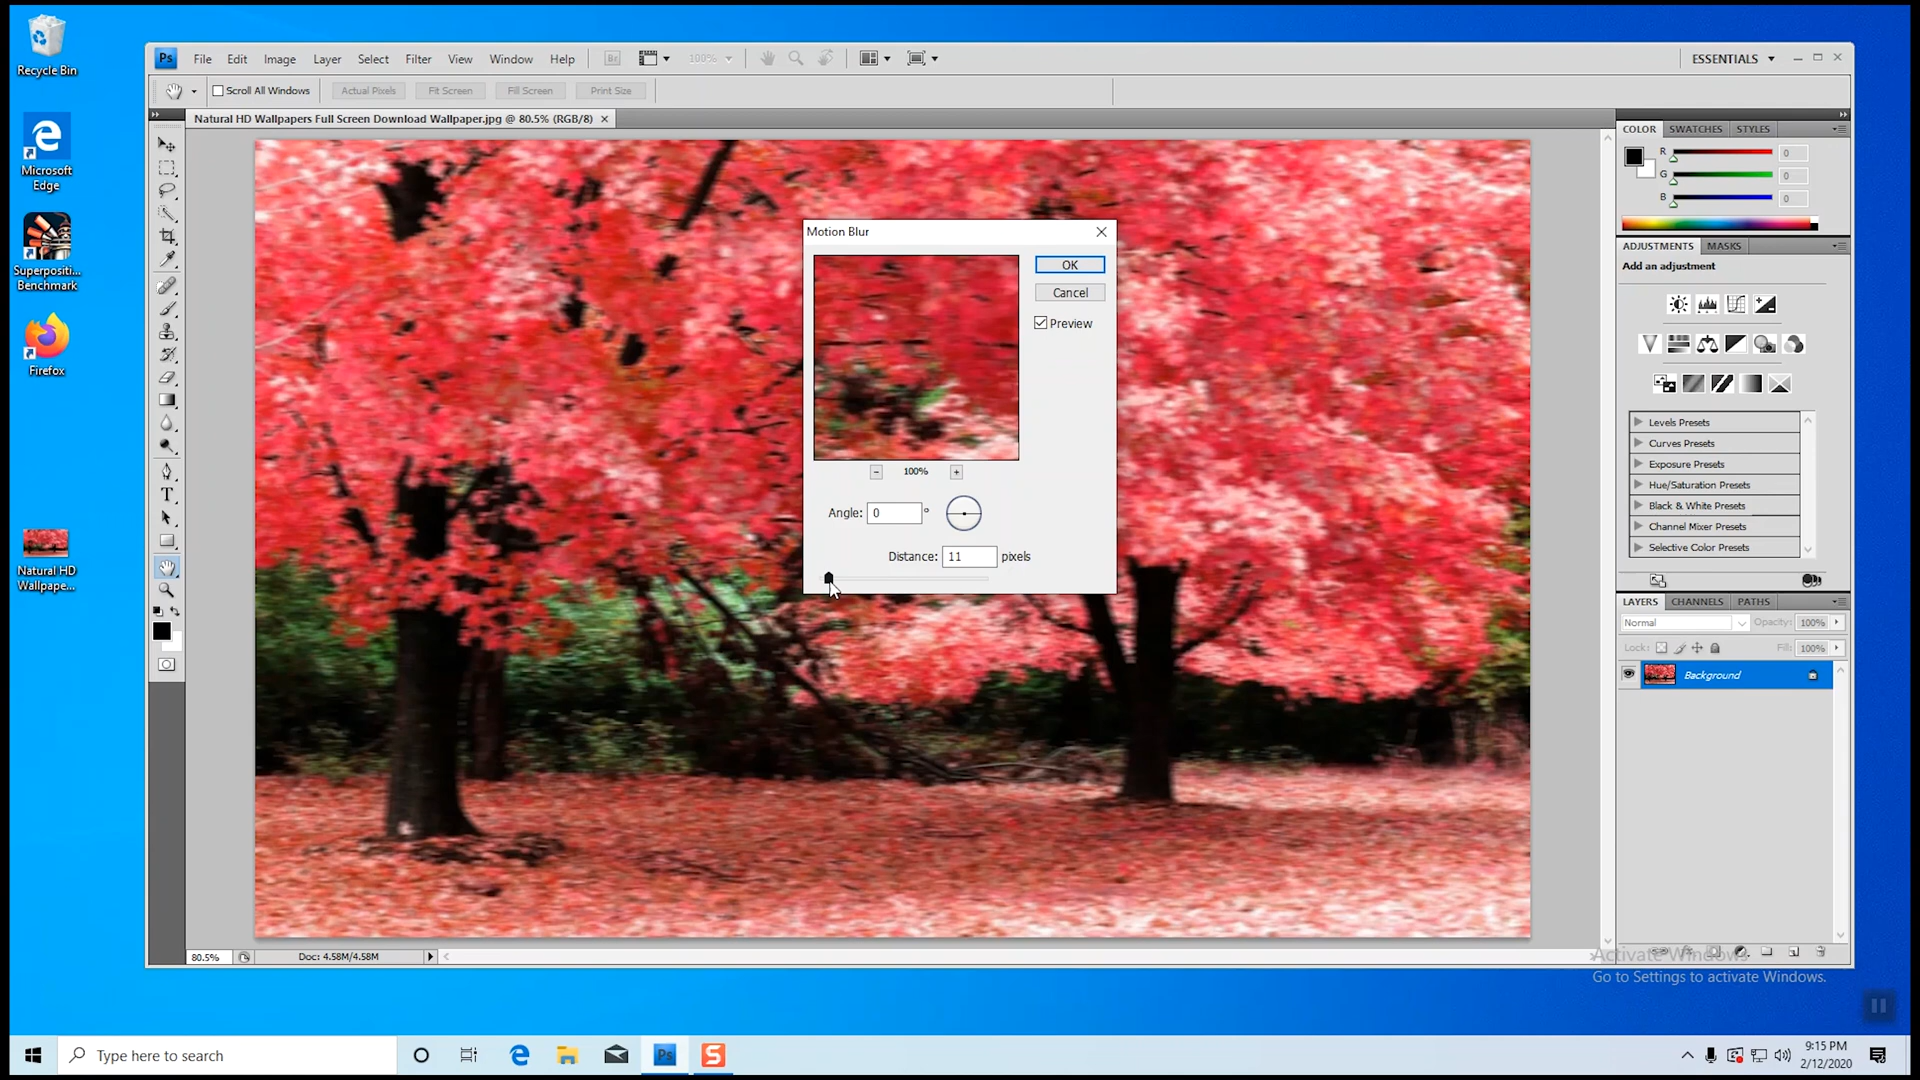 Recycle Bin
Microsoft
Edge
Superpositi...
Benchmark
Firefox
Natural HD
Wallpape...
Ps
File Edit Image Layer Select Filter View Window Help
Br
100%
ESSENTIALS
Scroll All Windows
Actual Pixels
Fit Screen
Fill Screen
Print Size
Natural HD Wallpapers Full Screen Download Wallpaper.jpg @ 80.5% (RGB/8)
COLOR SWATCHES STYLES
R 0
G 0
B 0
ADJUSTMENTS MASKS
Add an adjustment
Levels Presets
Curves Presets
Exposure Presets
Hue/Saturation Presets
Black & White Presets
Channel Mixer Presets
Selective Color Presets
LAYERS CHANNELS PATHS
Normal Opacity: 100%
Lock: Fill: 100%
Background
Motion Blur
OK
Cancel
Preview
100%
Angle: 0 °
Distance: 11 pixels
80.5% Doc: 4.58M/4.58M
Activate Windows
Go to Settings to activate Windows.
Type here to search
Ps
S
9:15 PM
2/12/2020